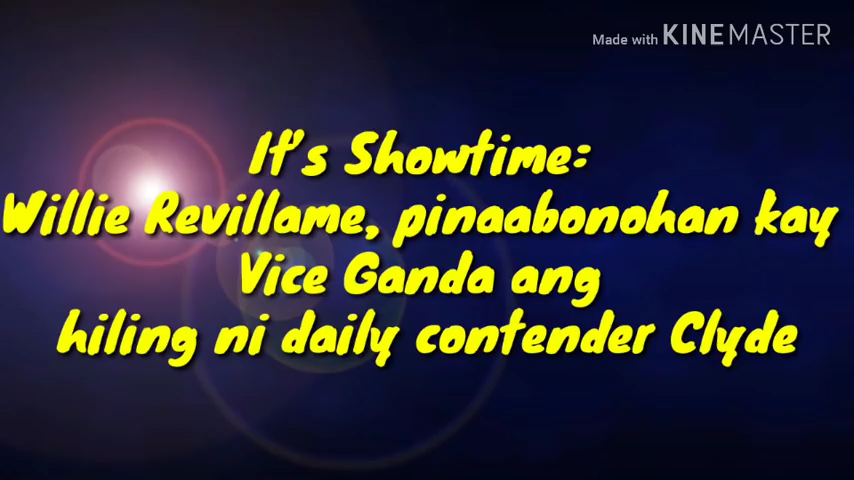 Made with KINEMASTER
It's Showtime:
Willie Revillame, pinaabonohan kay
Vice Ganda ang
hiling ni daily contender Clyde